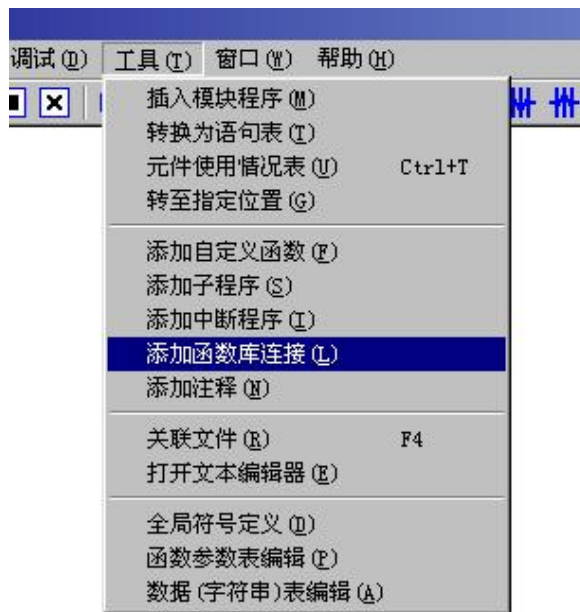 调试(D) 工具(T) 窗口(W) 帮助(H)
插入模块程序(M)
转换为语句表(T)
元件使用情况表(U) Ctrl+T
转至指定位置(G)
添加自定义函数(F)
添加子程序(S)
添加中断程序(I)
添加函数库连接(L)
添加注释(N)
关联文件(R) F4
打开文本编辑器(E)
全局符号定义(D)
函数参数表编辑(P)
数据(字符串)表编辑(A)